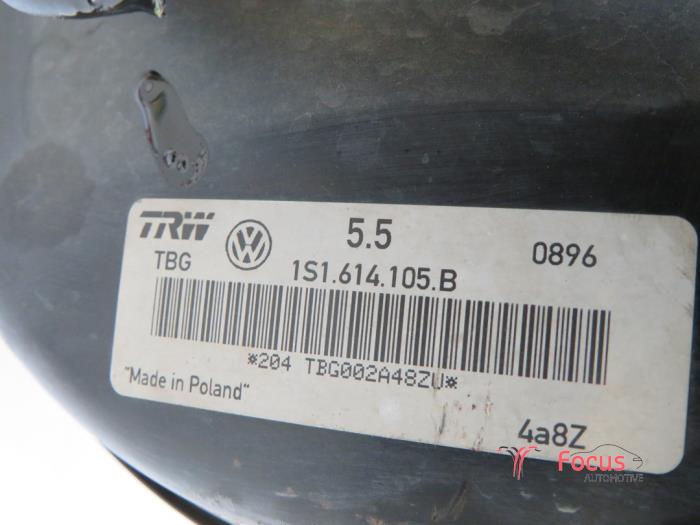 TRW
5.5
0896
TBG
1S1.614.105.B
*204 TBG002A48ZU*
"Made in Poland"
4a8Z
Focus
AUTOMOTIVE